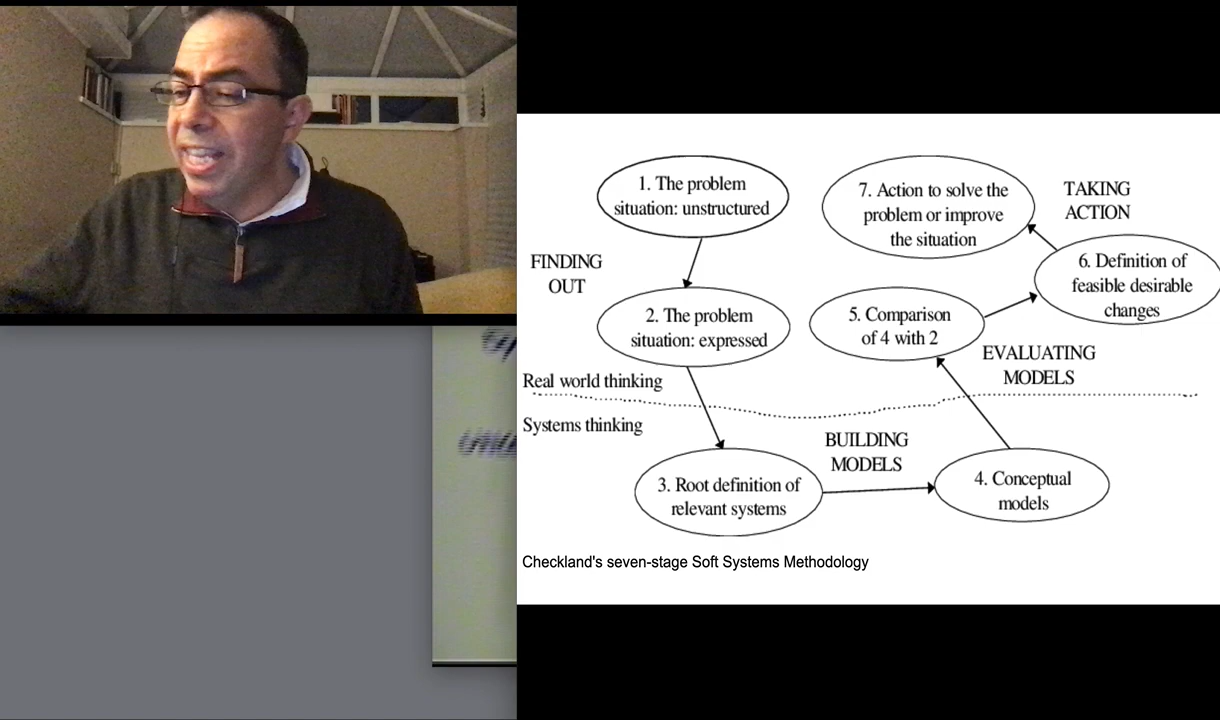 1. The problem
situation: unstructured
7. Action to solve the
problem or improve
the situation
TAKING
ACTION
FINDING
OUT
6. Definition of
feasible desirable
changes
2. The problem
situation: expressed
5. Comparison
of 4 with 2
EVALUATING
MODELS
Real world thinking
Systems thinking
BUILDING
MODELS
3. Root definition of
relevant systems
4. Conceptual
models
Checkland's seven-stage Soft Systems Methodology